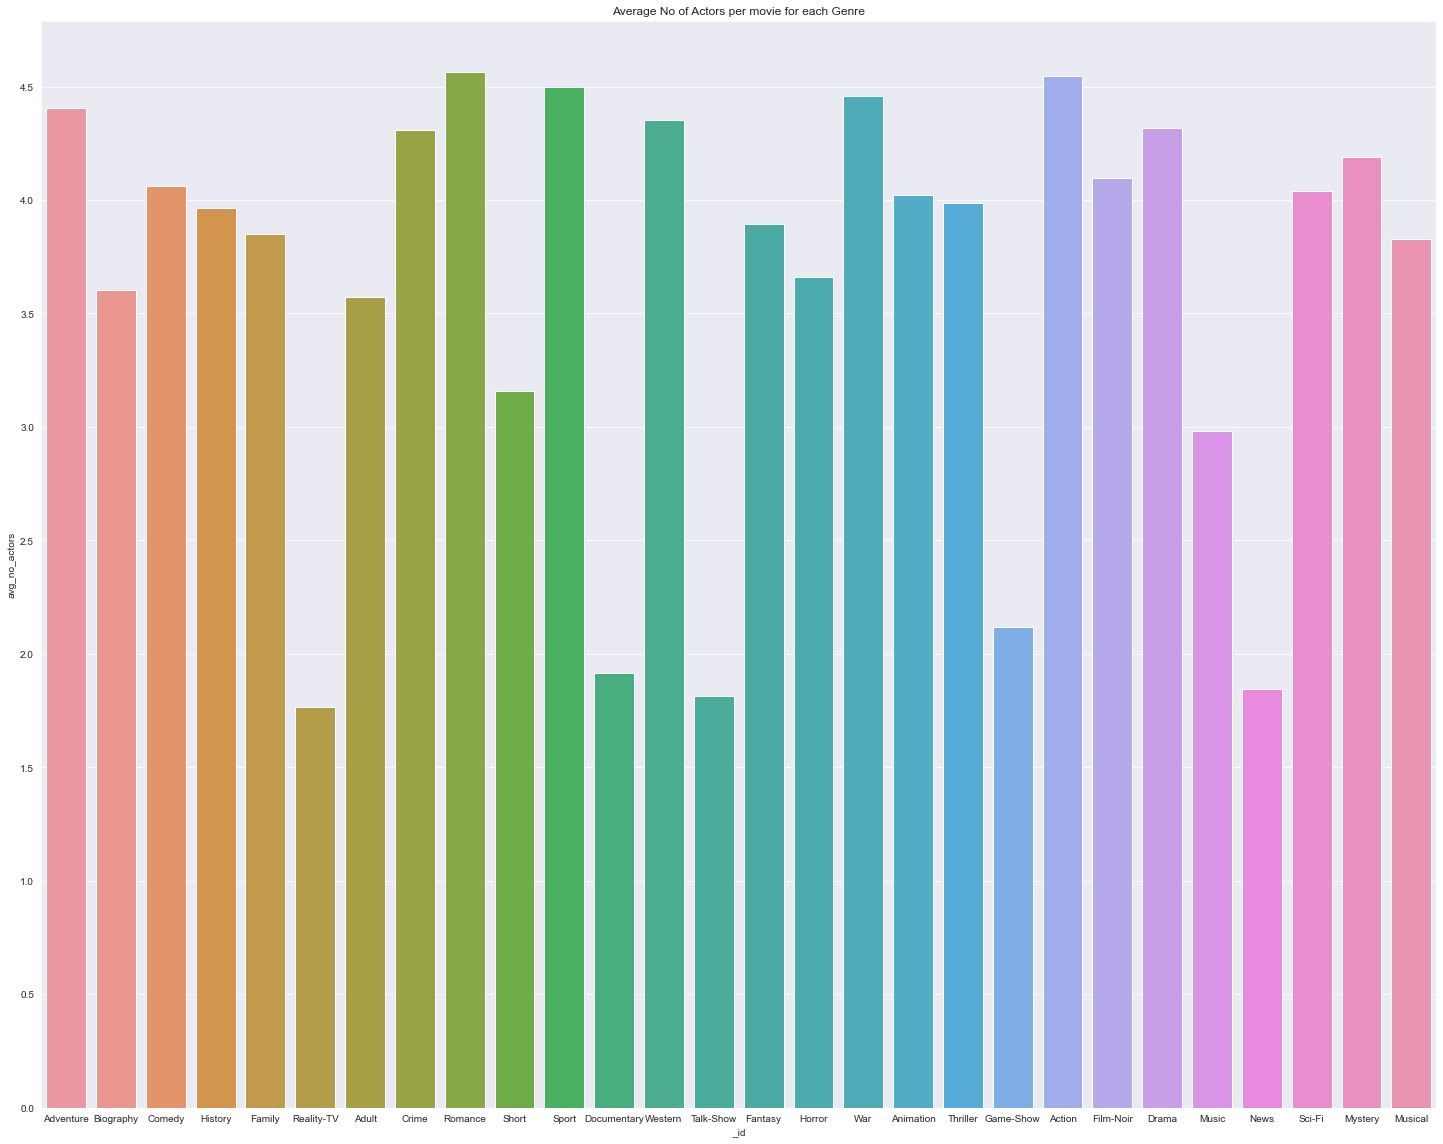 Average No of Actors per movie for each Genre
avg_no_actors
4.5
4.0
3.5
3.0
2.5
2.0
1.5
1.0
0.5
0.0
Adventure Biography Comedy History Family Reality-TV Adult Crime Romance Short Sport Documentary Western Talk-Show Fantasy Horror War Animation Thriller Game-Show Action Film-Noir Drama Music News Sci-Fi Mystery Musical
_id